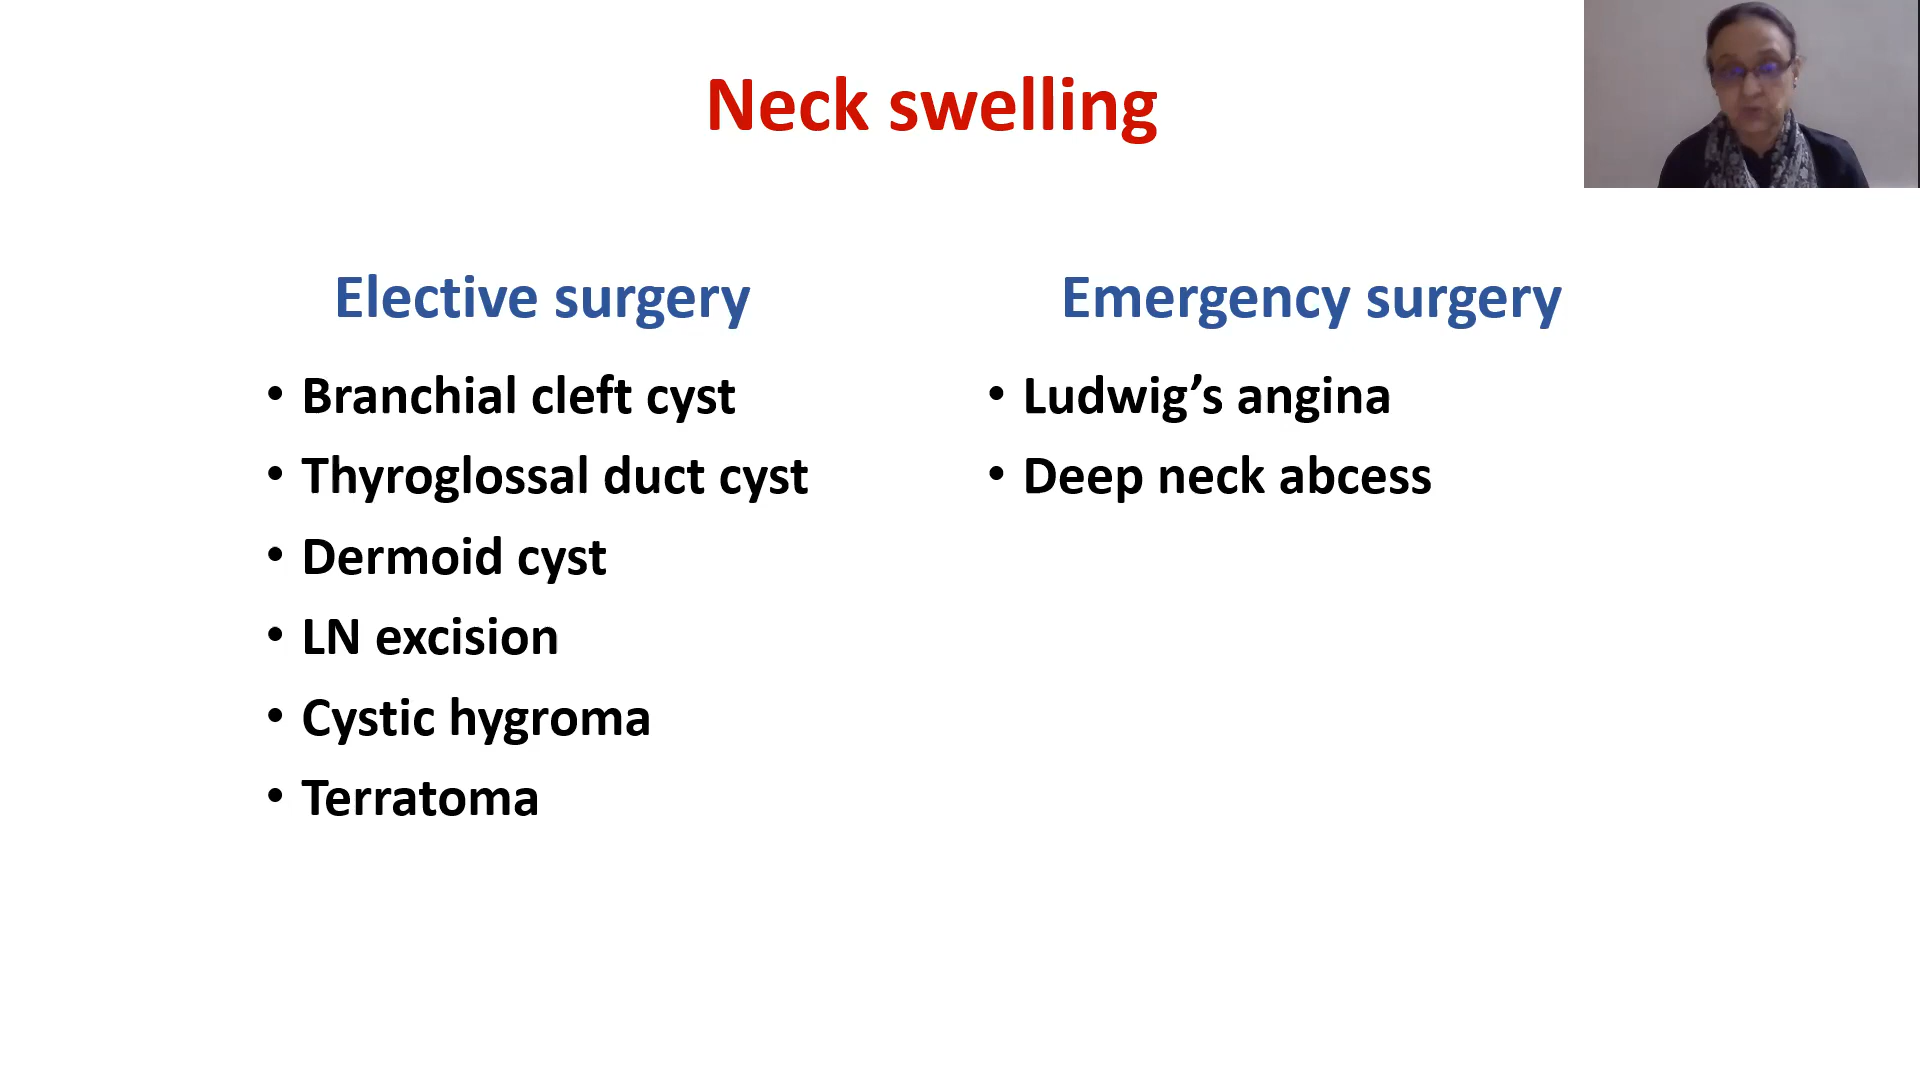 Neck swelling
Elective surgery
• Branchial cleft cyst
• Thyroglossal duct cyst
• Dermoid cyst
• LN excision
• Cystic hygroma
• Terratoma
Emergency surgery
• Ludwig’s angina
• Deep neck abcess